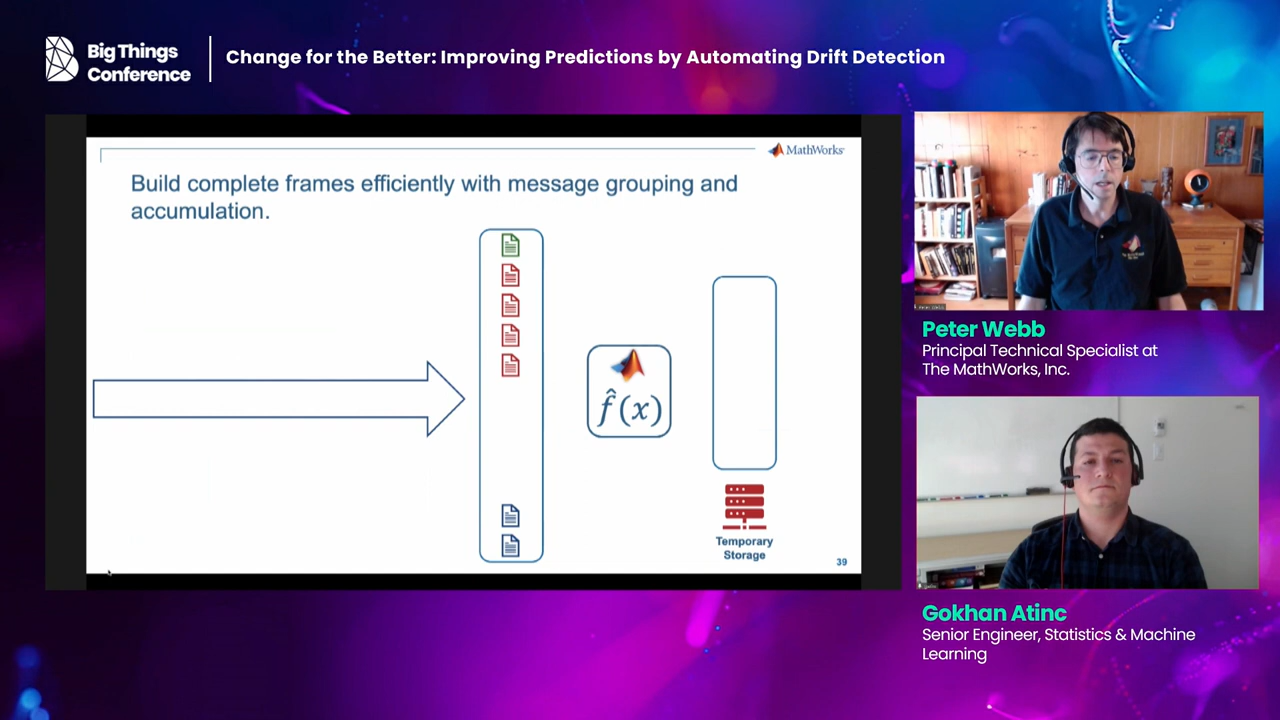 Big Things
Conference
Change for the Better: Improving Predictions by Automating Drift Detection
MathWorks
Build complete frames efficiently with message grouping and
accumulation.
f̂(x)
Temporary
Storage
39
Peter Webb
Principal Technical Specialist at
The MathWorks, Inc.
Gokhan Atinc
Senior Engineer, Statistics & Machine
Learning